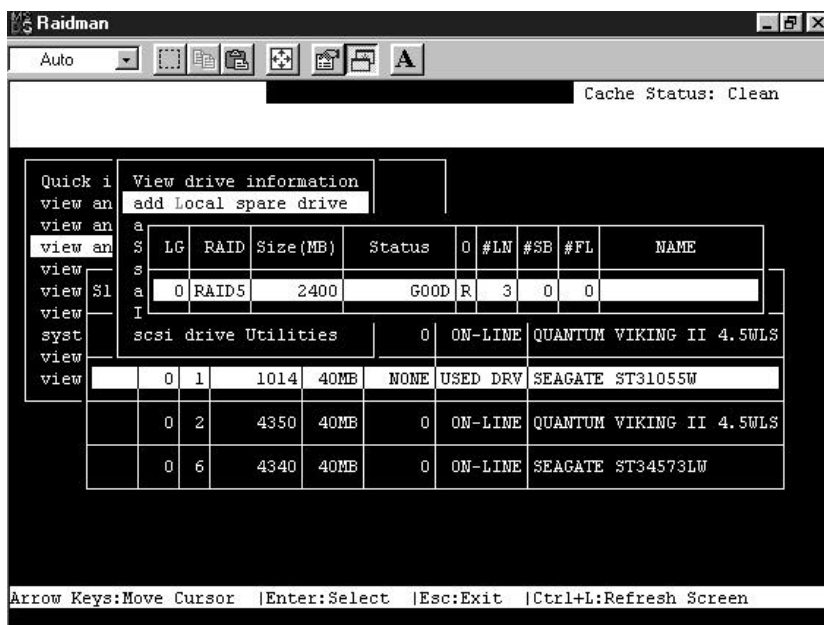 Raidman
Auto
A
Cache Status: Clean
Quick i
view an
view an
view an
view
view Sl
view
syst
view
view
View drive information
add Local spare drive
a
S
s
a
I
scsi drive Utilities
LG RAID Size(MB) Status O #LN #SB #FL NAME
0 RAID5 2400 GOOD R 3 0 0
0 ON-LINE QUANTUM VIKING II 4.5WLS
0 1 1014 40MB NONE USED DRV SEAGATE ST31055W
0 2 4350 40MB 0 ON-LINE QUANTUM VIKING II 4.5WLS
0 6 4340 40MB 0 ON-LINE SEAGATE ST34573LW
Arrow Keys:Move Cursor |Enter:Select |Esc:Exit |Ctrl+L:Refresh Screen